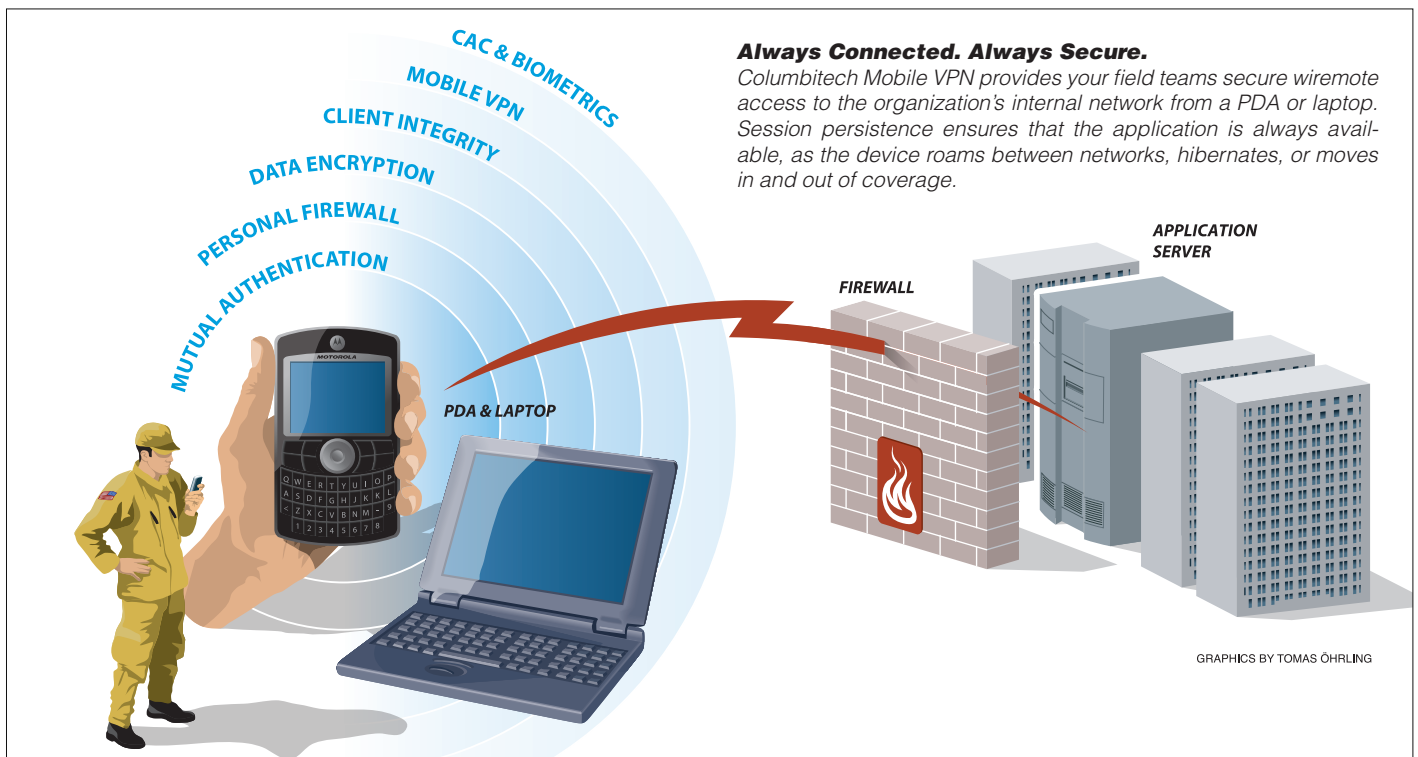 CAC & BIOMETRICS
MOBILE VPN
CLIENT INTEGRITY
DATA ENCRYPTION
PERSONAL FIREWALL
MUTUAL AUTHENTICATION
Always Connected. Always Secure.
Columbitech Mobile VPN provides your field teams secure wiremote
access to the organization's internal network from a PDA or laptop.
Session persistence ensures that the application is always avail-
able, as the device roams between networks, hibernates, or moves
in and out of coverage.
APPLICATION
SERVER
FIREWALL
MOTOROLA
PDA & LAPTOP
Q W E R T Y U I O P
A S D F G H J K K L
< Z X C V B N M - 9
1 2 3 4 5 6 7 8
GRAPHICS BY TOMAS ÖHRLING